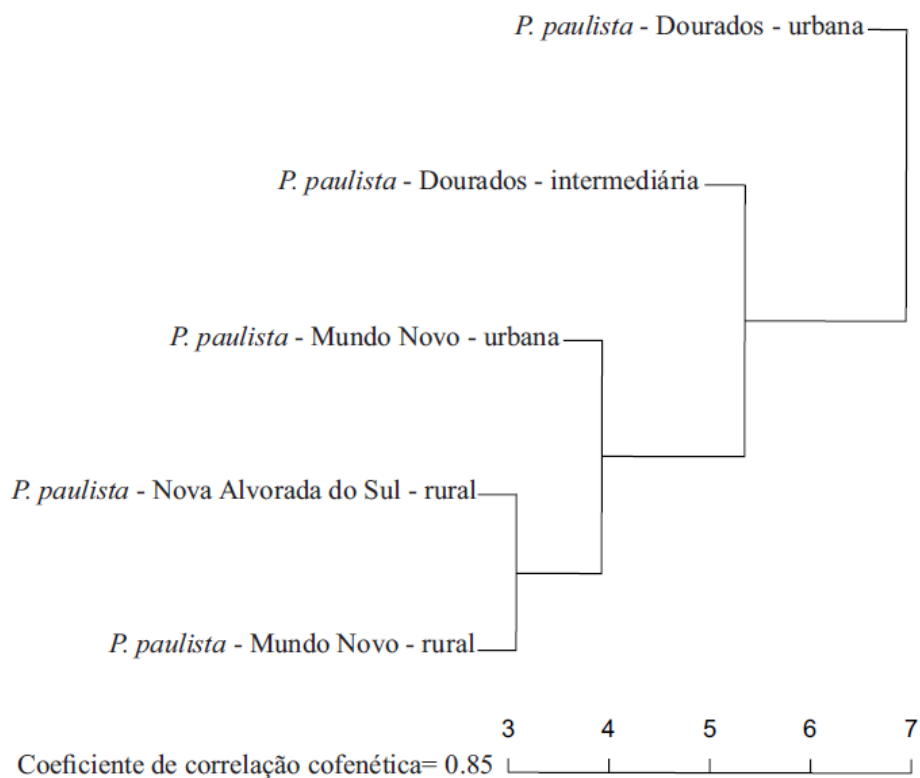 P. paulista - Dourados - urbana
P. paulista - Dourados - intermediária
P. paulista - Mundo Novo - urbana
P. paulista - Nova Alvorada do Sul - rural
P. paulista - Mundo Novo - rural
3 4 5 6 7
Coeficiente de correlação cofenética= 0.85